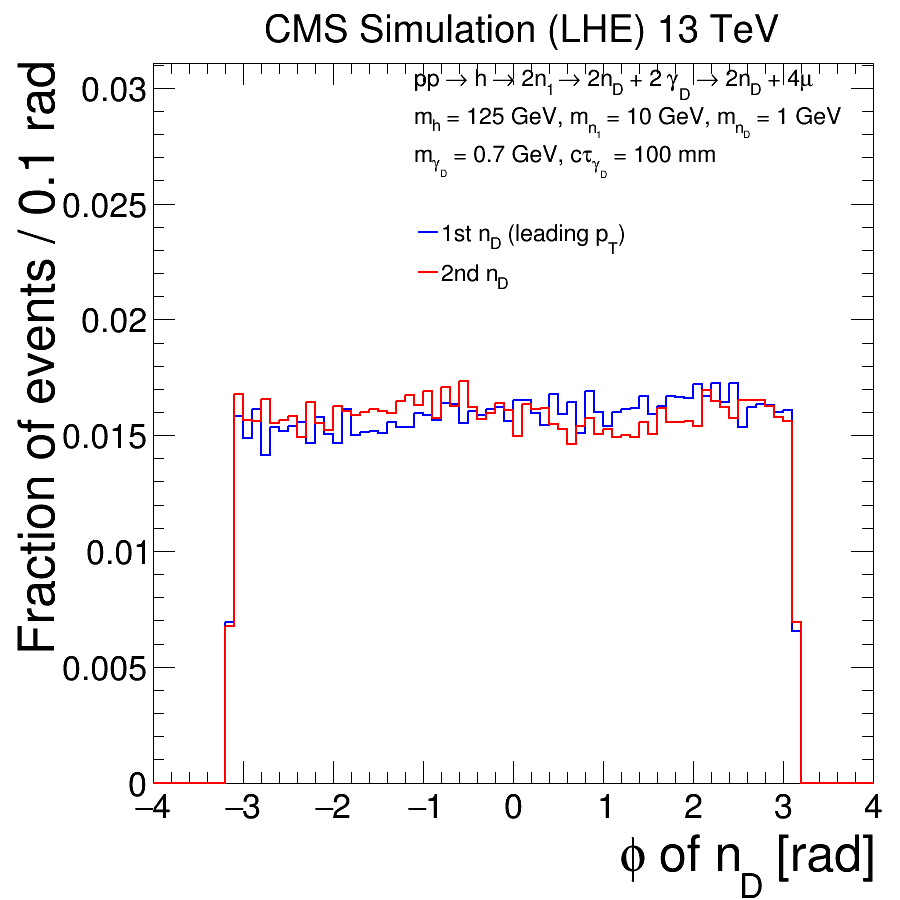 CMS Simulation (LHE) 13 TeV
pp → h → 2n1 → 2nD + 2 γD → 2nD + 4μ
mh = 125 GeV, mn1 = 10 GeV, mnD = 1 GeV
mγD = 0.7 GeV, cτγD = 100 mm
1st nD (leading pT)
2nd nD
Fraction of events / 0.1 rad
0.03
0.025
0.02
0.015
0.01
0.005
0
−4 −3 −2 −1 0 1 2 3 4
ϕ of nD [rad]